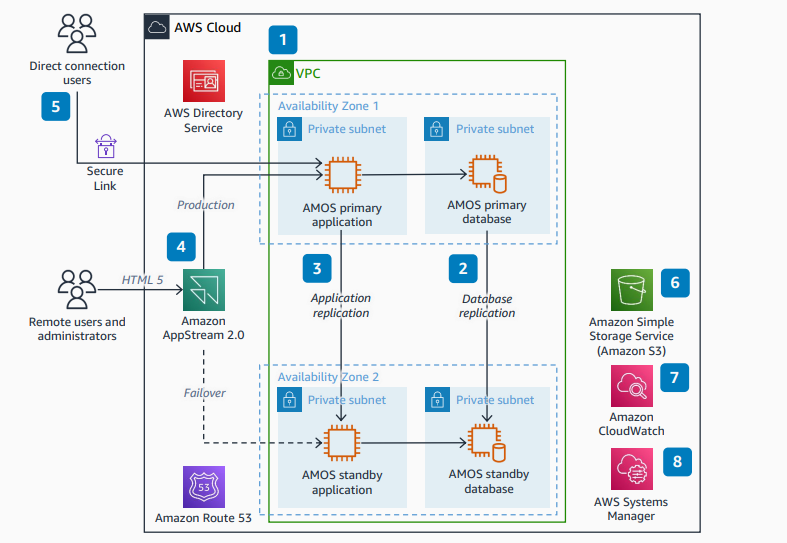 AWS Cloud
1
Direct connection
users
VPC
5
AWS Directory
Service
Availability Zone 1
Private subnet
Private subnet
Secure
Link
Production
AMOS primary
application
AMOS primary
database
4
3
2
HTML 5
Application
replication
Database
replication
6
Remote users and
administrators
Amazon
AppStream 2.0
Amazon Simple
Storage Service
(Amazon S3)
Availability Zone 2
7
Failover
Private subnet
Private subnet
Amazon
CloudWatch
8
AMOS standby
application
AMOS standby
database
53
Amazon Route 53
AWS Systems
Manager